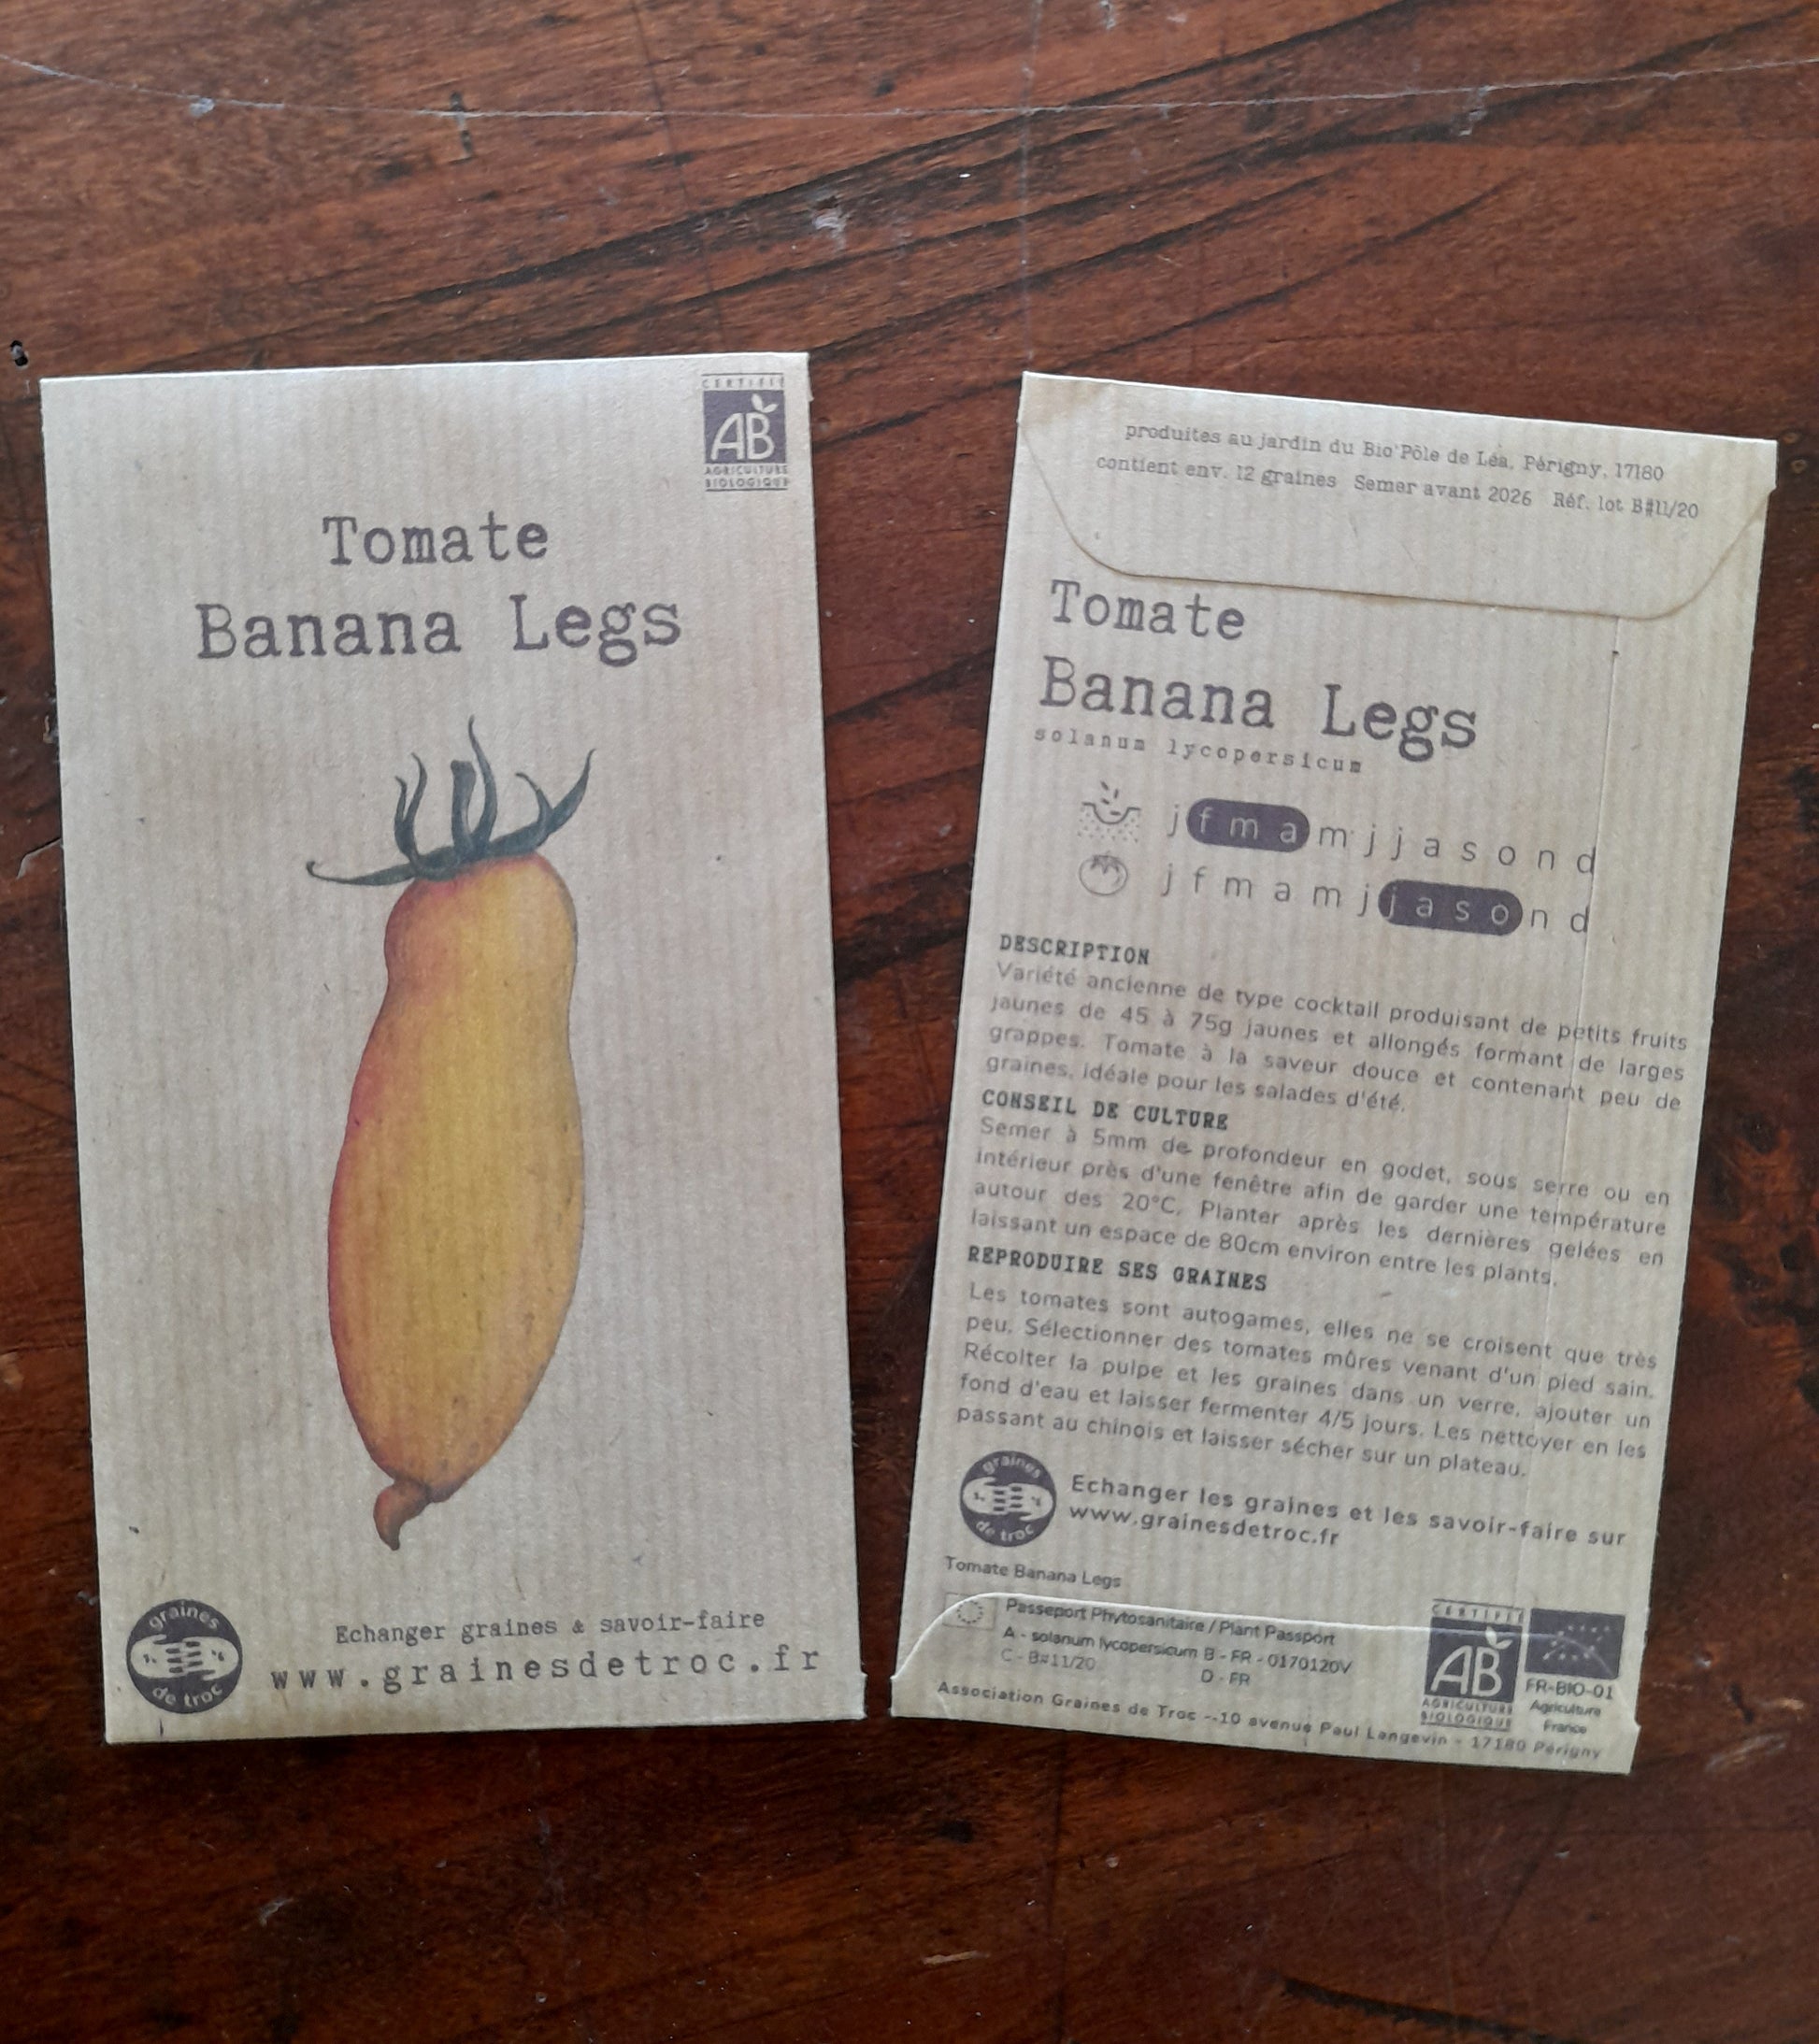 CERTIFIÉ
AB
AGRICULTURE
BIOLOGIQUE
Tomate
Banana Legs
graines
de troc
Echanger graines & savoir-faire
www.grainesdetroc.fr
produites au jardin du Bio'Pôle de Léa, Périgny, 17180
contient env. 12 graines Semer avant 2026 Réf. lot B#11/20
Tomate
Banana Legs
solanum lycopersicum
j f m a m j j a s o n d
j f m a m j j a s o n d
DESCRIPTION
Variété ancienne de type cocktail produisant de petits fruits
jaunes de 45 à 75g jaunes et allongés formant de larges
grappes. Tomate à la saveur douce et contenant peu de
graines, idéale pour les salades d'été.
CONSEIL DE CULTURE
Semer à 5mm de profondeur en godet, sous serre ou en
intérieur près d'une fenêtre afin de garder une température
autour des 20°C. Planter après les dernières gelées en
laissant un espace de 80cm environ entre les plants.
REPRODUIRE SES GRAINES
Les tomates sont autogames, elles ne se croisent que très
peu. Sélectionner des tomates mûres venant d'un pied sain.
Récolter la pulpe et les graines dans un verre, ajouter un
fond d'eau et laisser fermenter 4/5 jours. Les nettoyer en les
passant au chinois et laisser sécher sur un plateau.
graines
de troc
Echanger les graines et les savoir-faire sur
www.grainesdetroc.fr
Tomate Banana Legs
Passeport Phytosanitaire / Plant Passport
A - solanum lycopersicum B - FR - 0170120V
C - B#11/20 D - FR
CERTIFIÉ
AB
AGRICULTURE
BIOLOGIQUE
FR-BIO-01
Agriculture
France
Association Graines de Troc --10 avenue Paul Langevin - 17180 Périgny